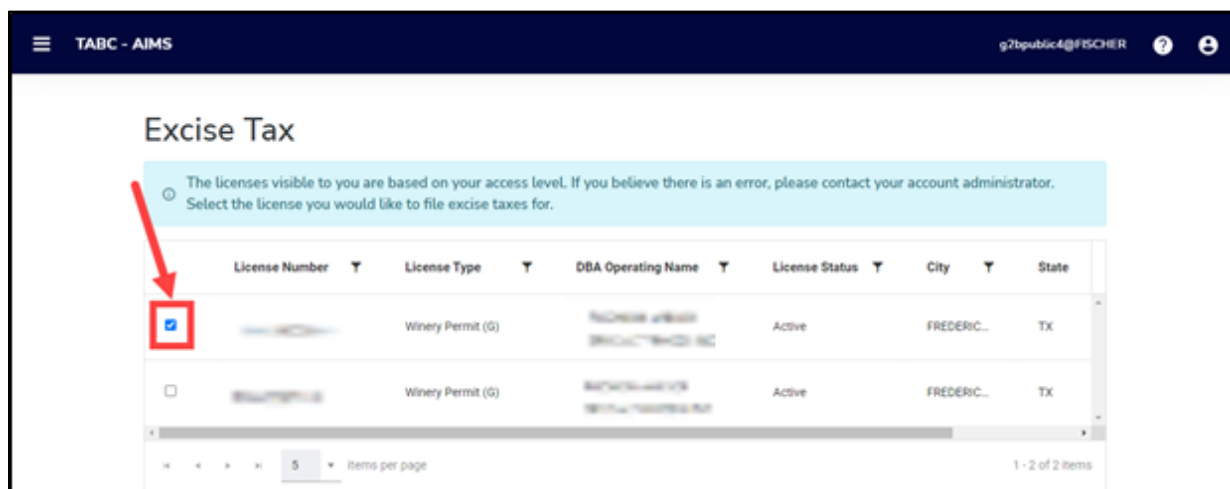 TABC - AIMS g2bpublic4@FISCHER
Excise Tax
The licenses visible to you are based on your access level. If you believe there is an error, please contact your account administrator.
Select the license you would like to file excise taxes for.
License Number License Type DBA Operating Name License Status City State
Winery Permit (G) Active FREDERIC... TX
Winery Permit (G) Active FREDERIC... TX
5 items per page 1 - 2 of 2 items